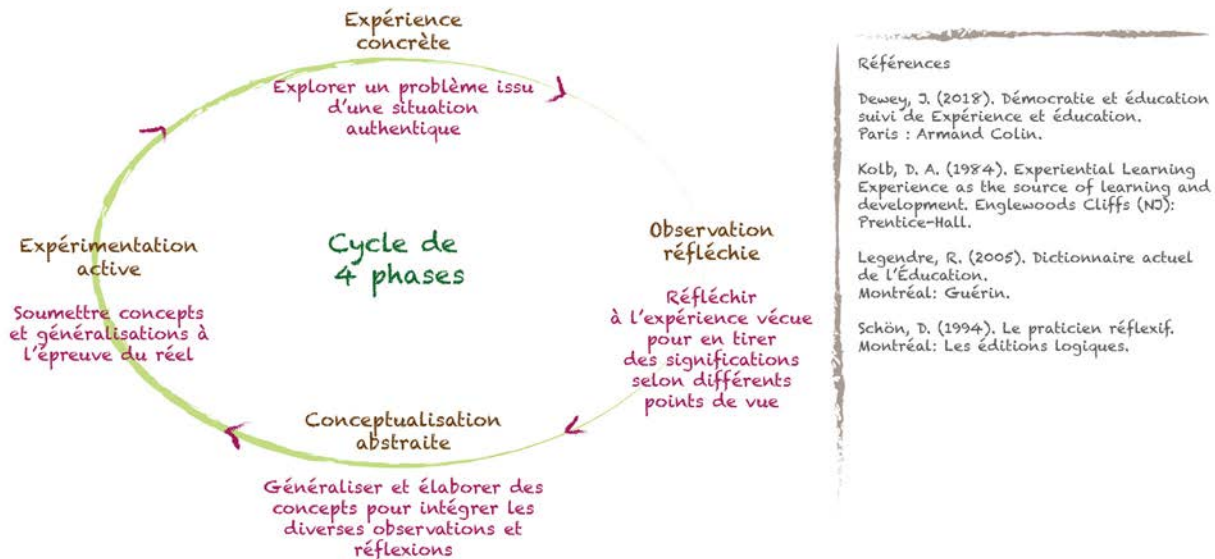 Expérience
concrète
Explorer un problème issu
d'une situation
authentique
Observation
réfléchie
Réfléchir
à l'expérience vécue
pour en tirer
des significations
selon différents
points de vue
Conceptualisation
abstraite
Généraliser et élaborer des
concepts pour intégrer les
diverses observations et
réflexions
Expérimentation
active
Soumettre concepts
et généralisations à
l'épreuve du réel
Cycle de
4 phases
Références
Dewey, J. (2018). Démocratie et éducation
suivi de Expérience et éducation.
Paris : Armand Colin.
Kolb, D. A. (1984). Experiential Learning
Experience as the source of learning and
development. Englewoods Cliffs (NJ):
Prentice-Hall.
Legendre, R. (2005). Dictionnaire actuel
de l'Éducation.
Montréal: Guérin.
Schön, D. (1994). Le praticien réflexif.
Montréal: Les éditions logiques.